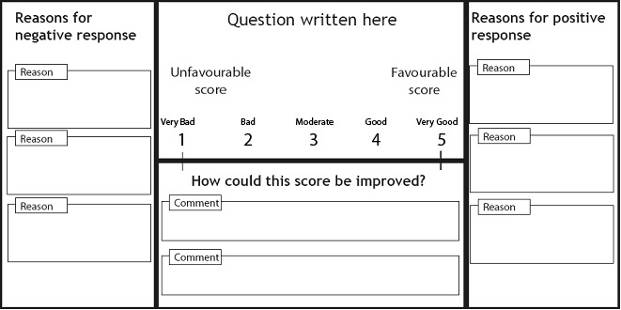 Reasons for
negative response
Reason
Reason
Reason
Question written here
Unfavourable
score
Favourable
score
Very Bad
Bad
Moderate
Good
Very Good
1
2
3
4
5
How could this score be improved?
Comment
Comment
Reasons for positive
response
Reason
Reason
Reason